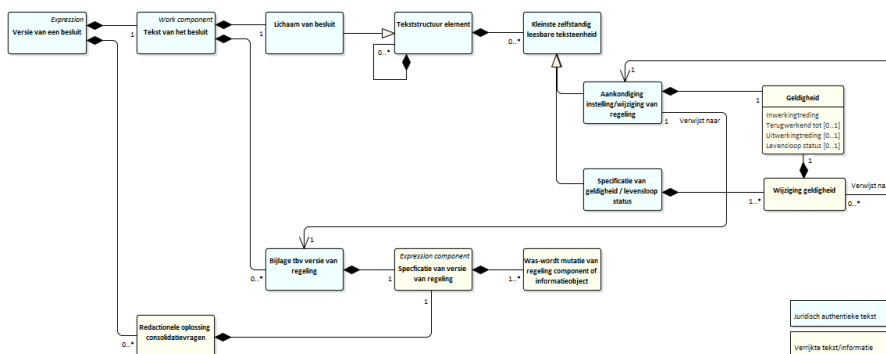 Expression
Versie van een besluit
Work component
Tekst van het besluit
1
Lichaam van besluit
1
Tekststructuur element
0..*
Kleinste zelfstandig
leesbare teksteenheid
0..*
1
Aankondiging
instelling/wijziging van
regeling
1
Verwijst naar
1
Geldigheid
Inwerkingtreding
Terugwerkend tot [0..1]
Uitwerkingtreding [0..1]
Levensloop status [0..1]
1
Specificatie van
geldigheid / levensloop
status
1..*
Wijziging geldigheid
Verwijst na
0..*
1
Bijlage tbv versie van
regeling
0..*
Expression component
Specficatie van versie
van regeling
1
1
Was-wordt mutatie van
regeling component of
informatieobject
1..*
Redactionele oplossing
consolidatievragen
0..*
Juridisch authentieke tekst
Verrijkte tekst/informatie